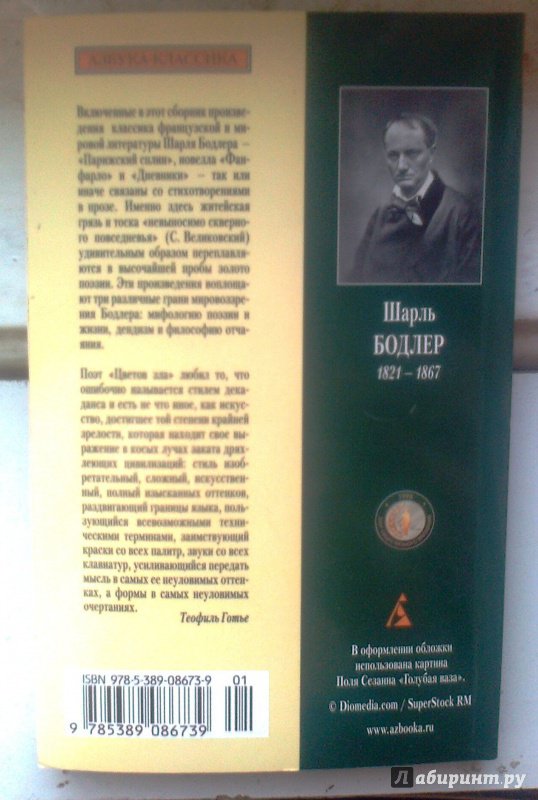 АЗБУКА-КЛАССИКА
Включенные в этот сборник произве-
дения классика французской и ми-
ровой литературы Шарля Бодлера —
«Парижский сплин», новелла «Фан-
фарло» и «Дневники» — так или
иначе связаны со стихотворениями
в прозе. Именно здесь житейская
грязь и тоска «невыносимо скверно-
го повседневья» (С. Великовский)
удивительным образом переплавля-
ются в высочайшей пробы золото
поэзии. Эти произведения воплоща-
ют три различные грани мировоззре-
ния Бодлера: мифологию поэзии и
жизни, дендизм и философию отча-
яния.
Поэт «Цветов зла» любил то, что
ошибочно называется стилем дека-
данса и есть не что иное, как искус-
ство, достигшее той степени крайней
зрелости, которая находит свое вы-
ражение в косых лучах заката дрях-
леющих цивилизаций: стиль изоб-
ретательный, сложный, искусствен-
ный, полный изысканных оттенков,
раздвигающий границы языка, поль-
зующийся всевозможными техни-
ческими терминами, заимствующий
краски со всех палитр, звуки со всех
клавиатур, усиливающийся передать
мысль в самых ее неуловимых оттен-
ках, а формы в самых неуловимых
очертаниях.
Теофиль Готье
ISBN 978-5-389-08673-9
01
9 785389 086739
Шарль
БОДЛЕР
1821 – 1867
В оформлении обложки
использована картина
Поля Сезанна «Голубая ваза».
© Diomedia.com / SuperStock RM
www.azbooka.ru
Лабиринт.ру